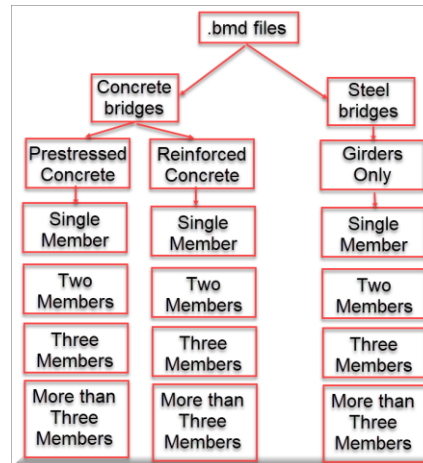 .bmd files
Concrete
bridges
Steel
bridges
Prestressed
Concrete
Reinforced
Concrete
Girders
Only
Single
Member
Single
Member
Single
Member
Two
Members
Two
Members
Two
Members
Three
Members
Three
Members
Three
Members
More than
Three
Members
More than
Three
Members
More than
Three
Members